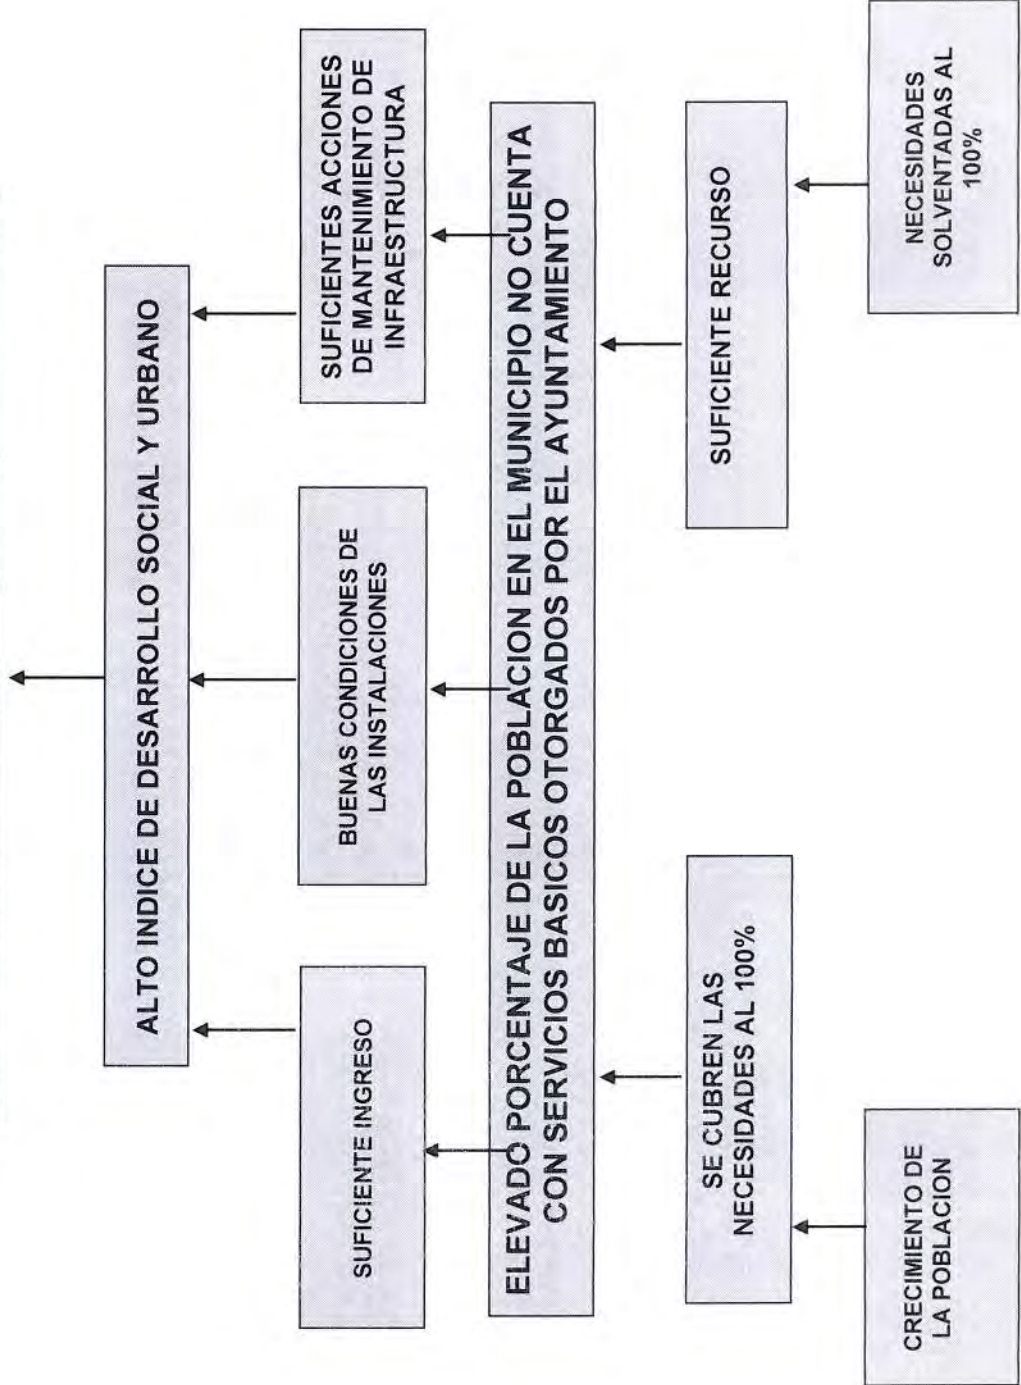 ALTO INDICE DE DESARROLLO SOCIAL Y URBANO
SUFICIENTE INGRESO
BUENAS CONDICIONES DE
LAS INSTALACIONES
SUFICIENTES ACCIONES
DE MANTENIMIENTO DE
INFRAESTRUCTURA
ELEVADO PORCENTAJE DE LA POBLACION EN EL MUNICIPIO NO CUENTA
CON SERVICIOS BASICOS OTORGADOS POR EL AYUNTAMIENTO
SE CUBREN LAS
NECESIDADES AL 100%
SUFICIENTE RECURSO
CRECIMIENTO DE
LA POBLACION
NECESIDADES
SOLVENTADAS AL
100%